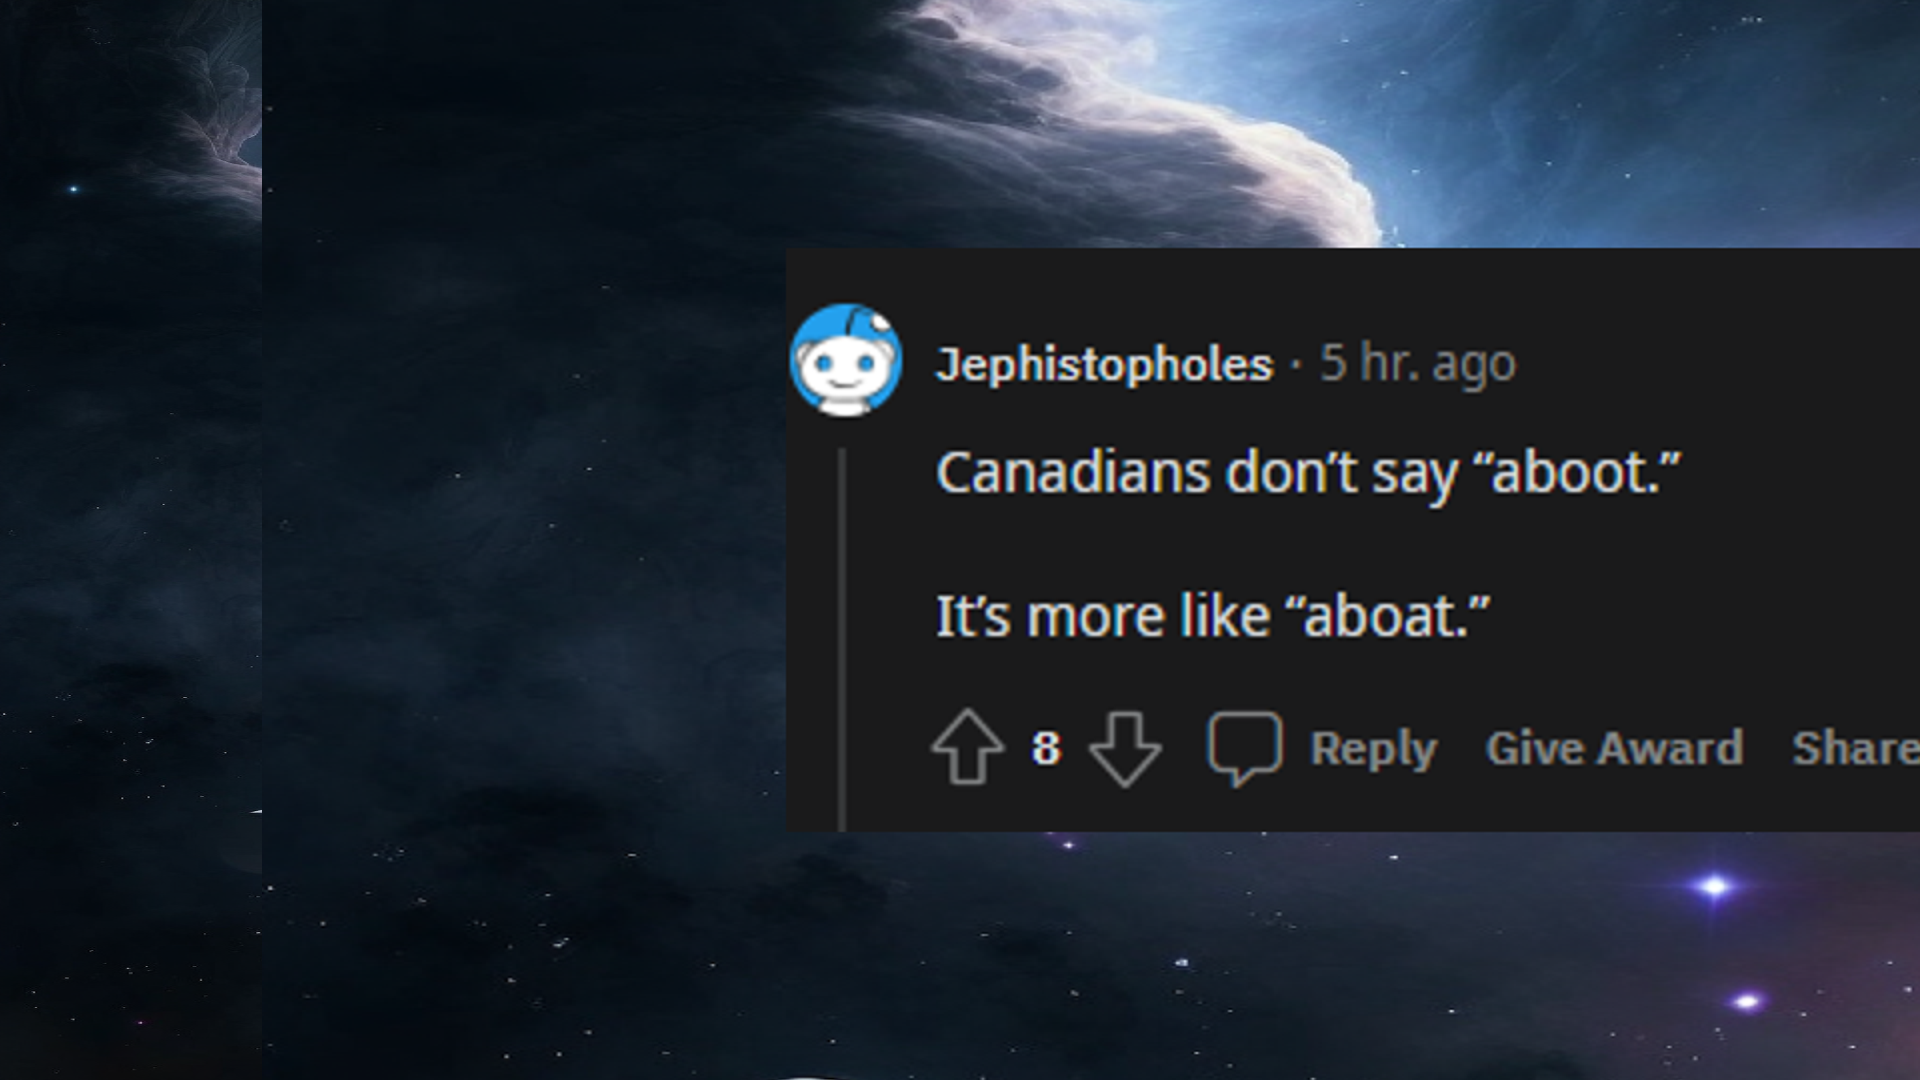 Jephistopholes · 5 hr. ago
Canadians don’t say “aboot.”
It’s more like “aboat.”
8 Reply Give Award Share